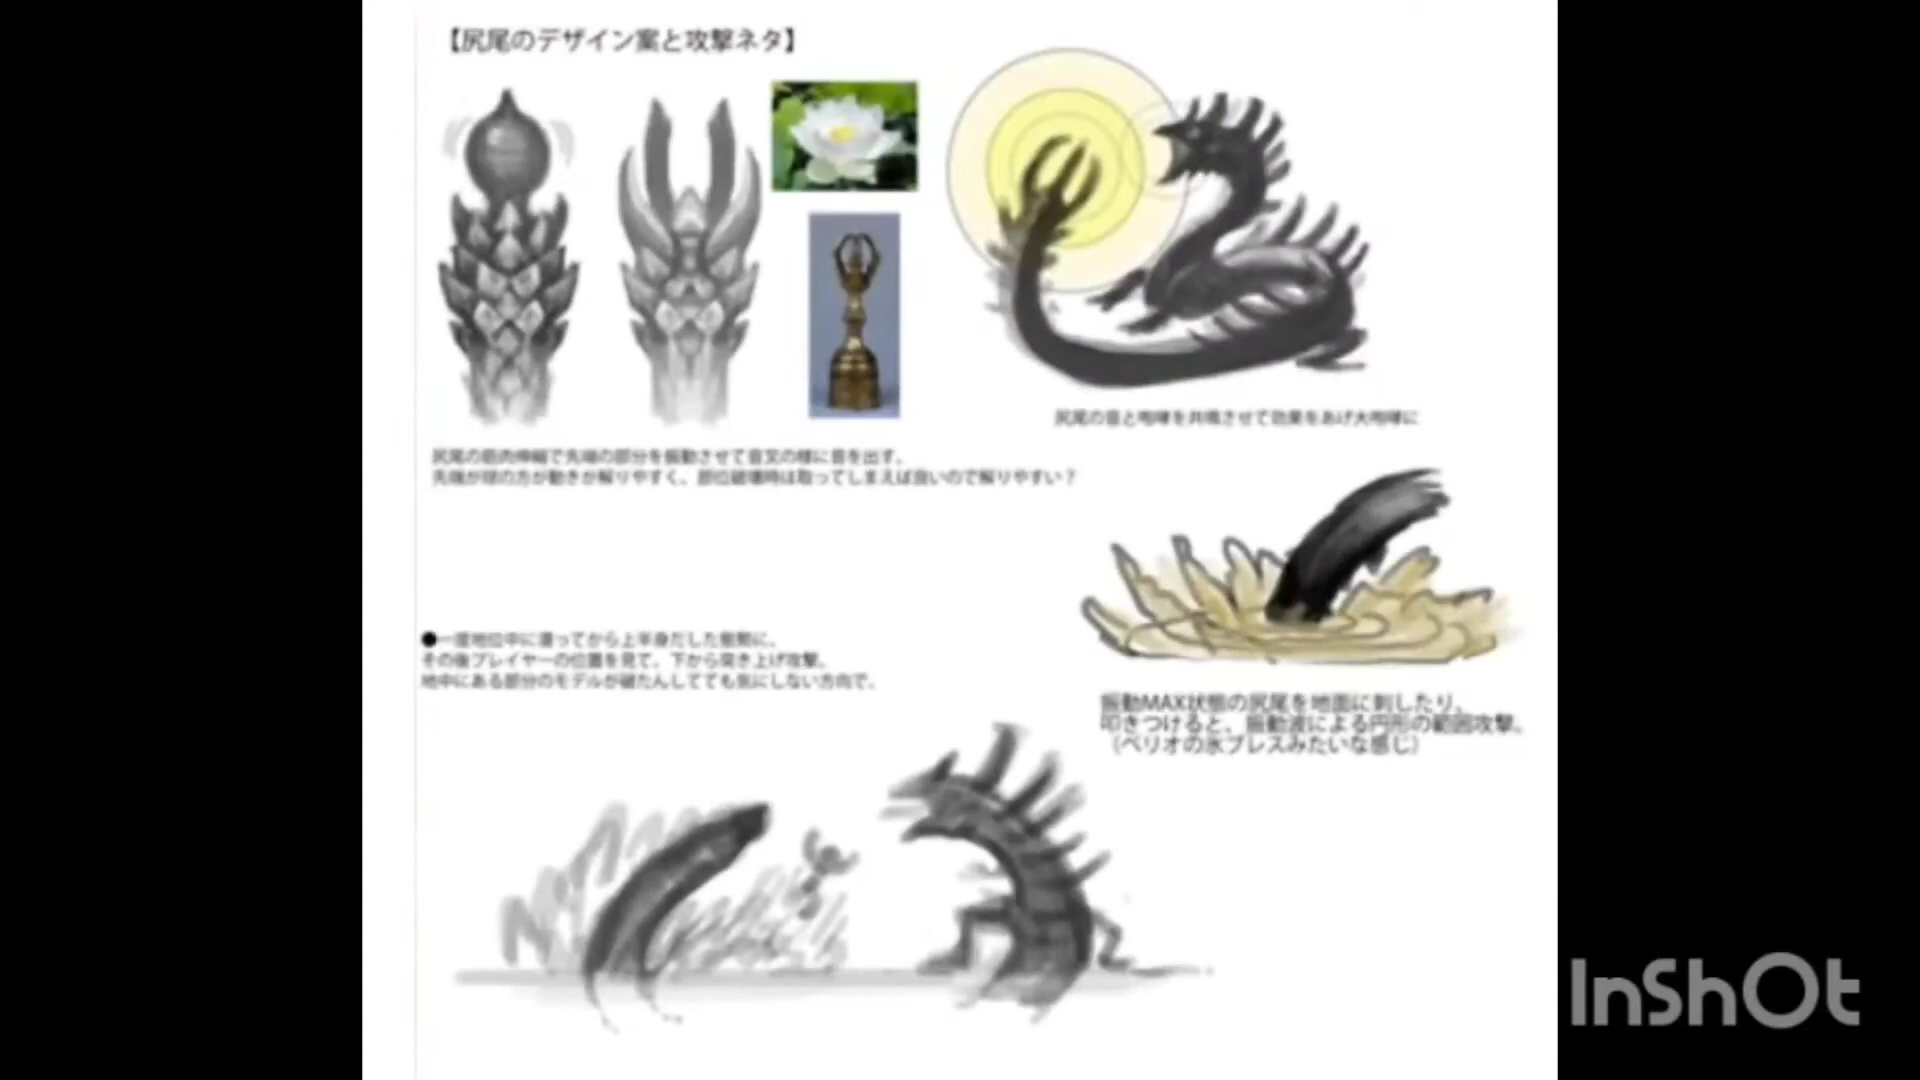 【尻尾のデザイン案と攻撃ネタ】
尻尾の音と咆哮を共鳴させて効果をあげ大咆哮に
尻尾の筋肉伸縮で先端の部分を振動させて音叉の様に音を出す。
先端が球の方が動きが解りやすく、部位破壊時は取ってしまえば良いので解りやすい？
●一度地位中に潜ってから上半身だした態勢に、
その後プレイヤーの位置を見て、下から突き上げ攻撃。
地中にある部分のモデルが破たんしてても気にしない方向で。
振動MAX状態の尻尾を地面に刺したり、
叩きつけると、振動波による円形の範囲攻撃。
（ベリオの氷ブレスみたいな感じ）
InShOt